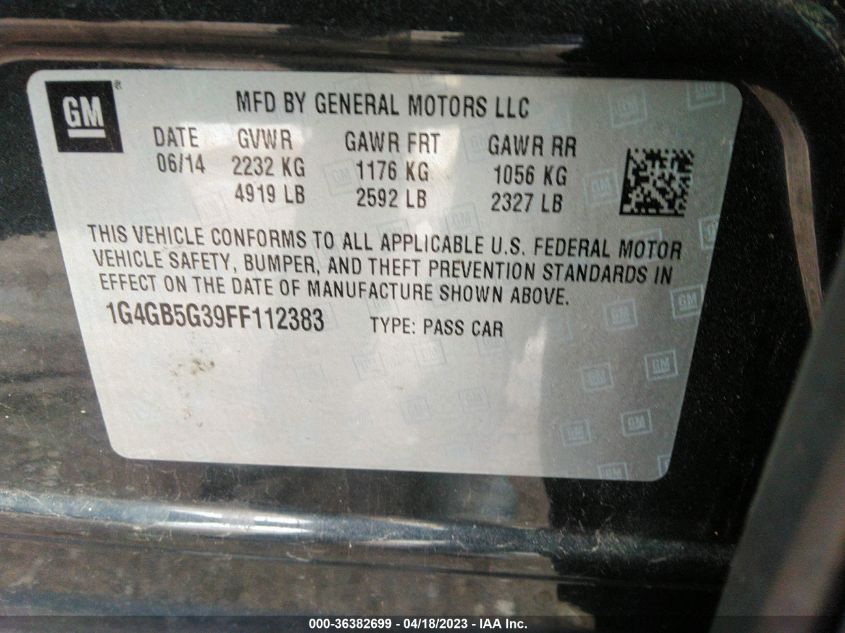 GM
MFD BY GENERAL MOTORS LLC
DATE GVWR GAWR FRT GAWR RR
06/14 2232 KG 1176 KG 1056 KG
4919 LB 2592 LB 2327 LB
THIS VEHICLE CONFORMS TO ALL APPLICABLE U.S. FEDERAL MOTOR
VEHICLE SAFETY, BUMPER, AND THEFT PREVENTION STANDARDS IN
EFFECT ON THE DATE OF MANUFACTURE SHOWN ABOVE.
1G4GB5G39FF112383 TYPE: PASS CAR
000-36382699 - 04/18/2023 - IAA Inc.